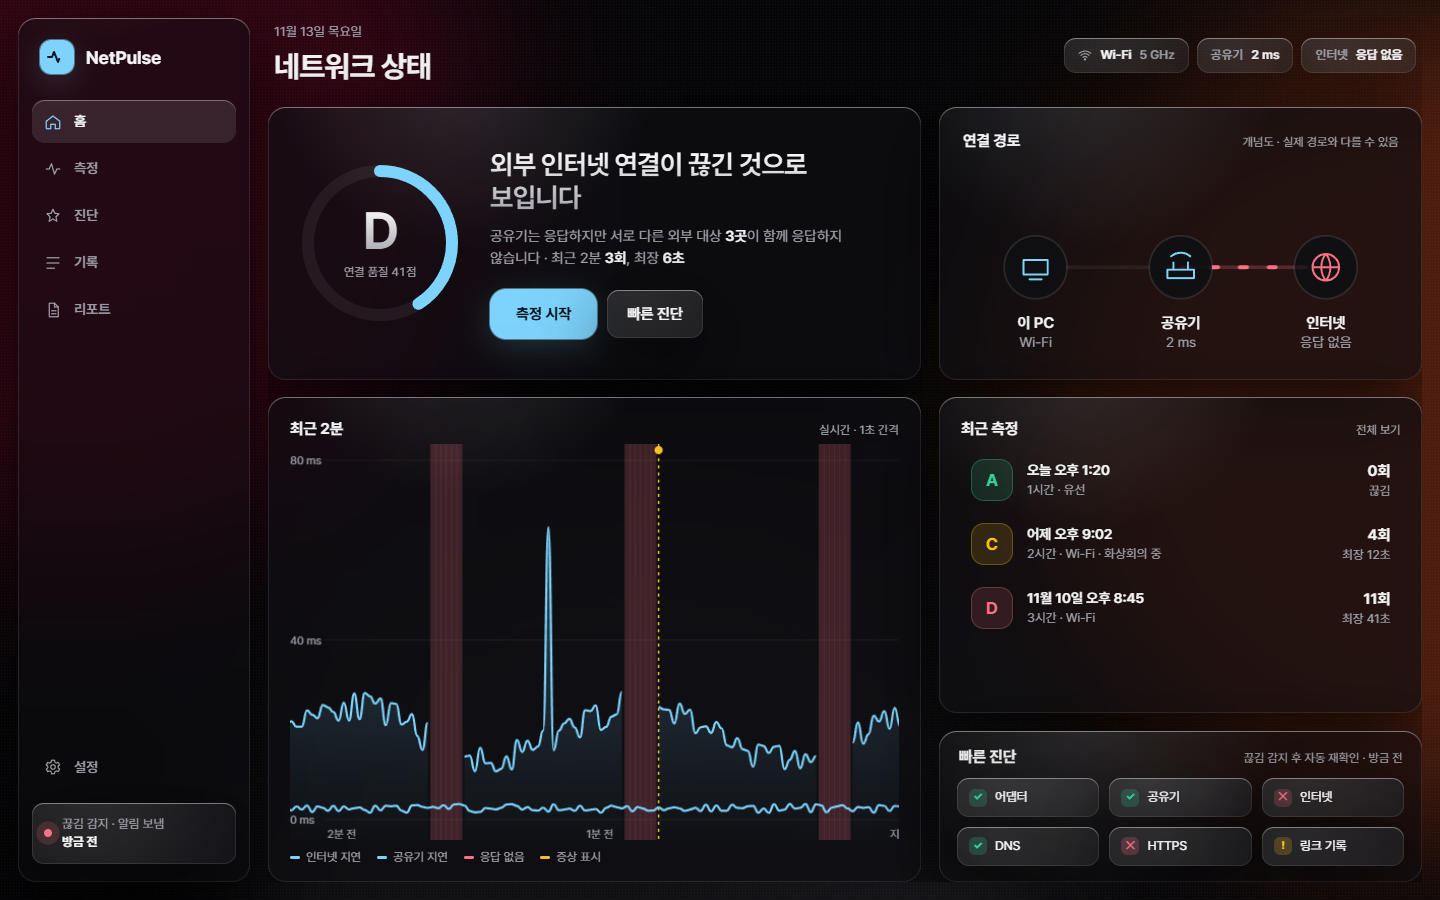 NetPulse
홈
측정
진단
기록
리포트
설정
끊김 감지 · 알림 보냄
방금 전
11월 13일 목요일
네트워크 상태
Wi-Fi 5 GHz
공유기 2 ms
인터넷 응답 없음
D
연결 품질 41점
외부 인터넷 연결이 끊긴 것으로
보입니다
공유기는 응답하지만 서로 다른 외부 대상 3곳이 함께 응답하지
않습니다 · 최근 2분 3회, 최장 6초
측정 시작
빠른 진단
연결 경로
개념도 · 실제 경로와 다를 수 있음
이 PC
Wi-Fi
공유기
2 ms
인터넷
응답 없음
최근 2분
실시간 · 1초 간격
80 ms
40 ms
0 ms
2분 전
1분 전
지
인터넷 지연
공유기 지연
응답 없음
증상 표시
최근 측정
전체 보기
A
오늘 오후 1:20
1시간 · 유선
0회
끊김
C
어제 오후 9:02
2시간 · Wi-Fi · 화상회의 중
4회
최장 12초
D
11월 10일 오후 8:45
3시간 · Wi-Fi
11회
최장 41초
빠른 진단
끊김 감지 후 자동 재확인 · 방금 전
어댑터
공유기
인터넷
DNS
HTTPS
링크 기록